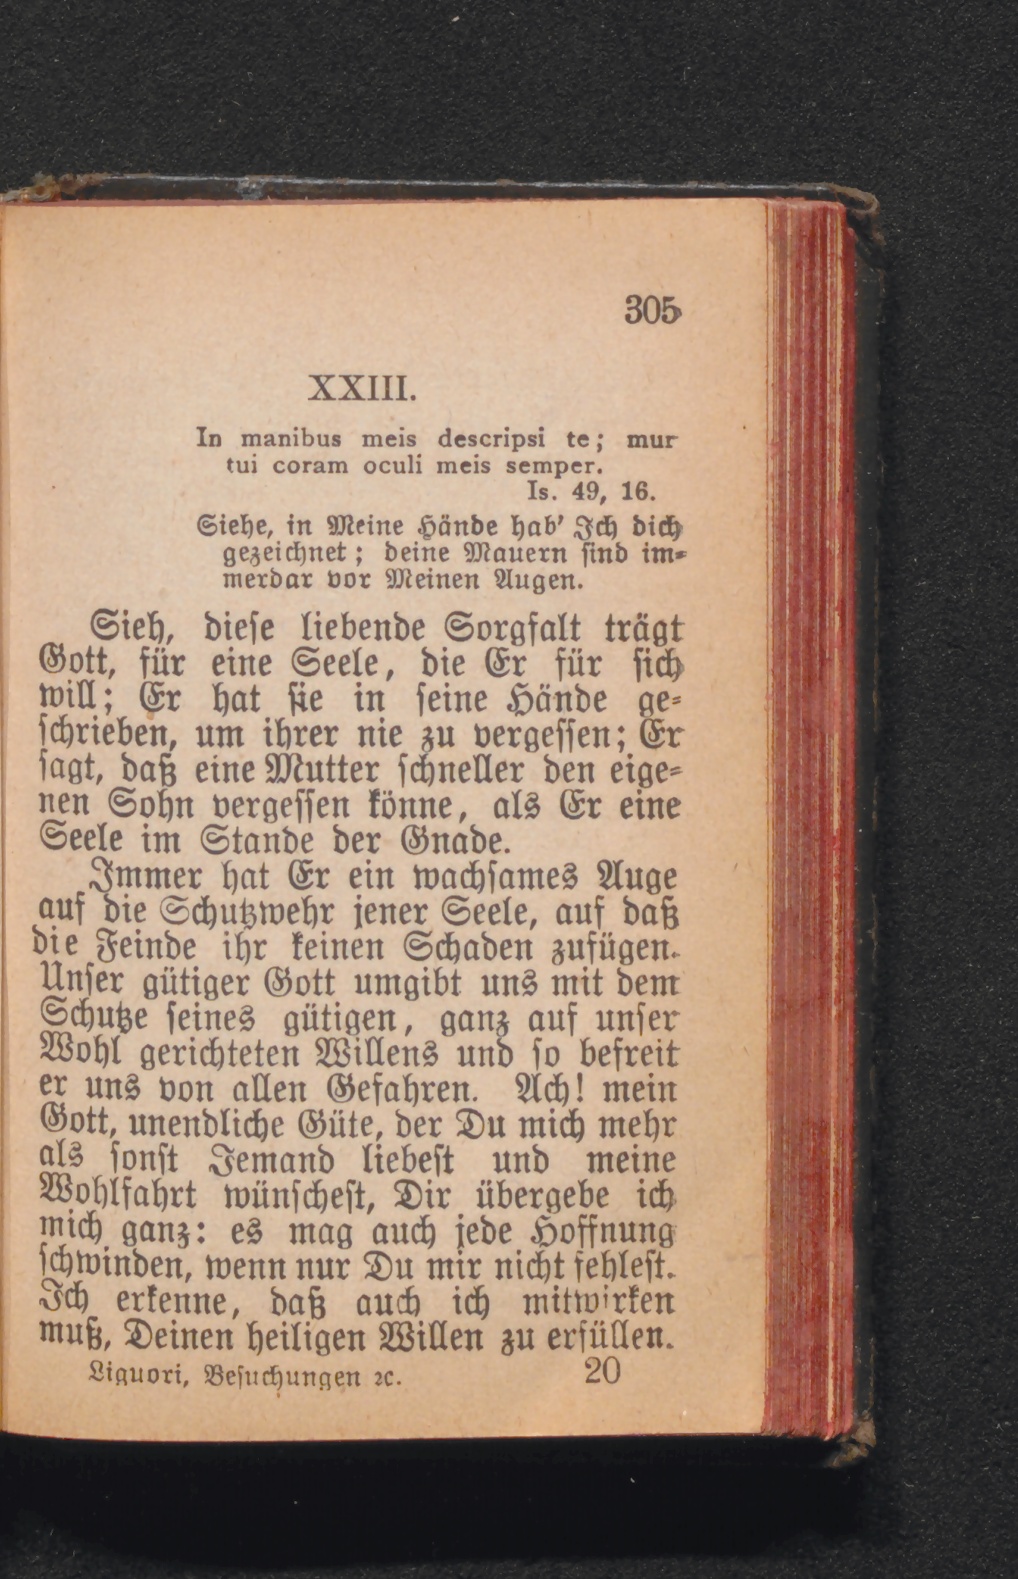 305
XXIII.
In manibus meis descripsi te; mur
tui coram oculi meis semper.
Is. 49, 16.
Siehe, in Meine Hände hab' Ich dich
gezeichnet; deine Mauern sind im-
merdar vor Meinen Augen.
Sieh, diese liebende Sorgfalt trägt
Gott, für eine Seele, die Er für sich
will; Er hat sie in seine Hände ge-
schrieben, um ihrer nie zu vergessen; Er
sagt, daß eine Mutter schneller den eige-
nen Sohn vergessen könne, als Er eine
Seele im Stande der Gnade.
Immer hat Er ein wachsames Auge
auf die Schutzwehr jener Seele, auf daß
die Feinde ihr keinen Schaden zufügen.
Unser gütiger Gott umgibt uns mit dem
Schutze seines gütigen, ganz auf unser
Wohl gerichteten Willens und so befreit
er uns von allen Gefahren. Ach! mein
Gott, unendliche Güte, der Du mich mehr
als sonst Jemand liebest und meine
Wohlfahrt wünschest, Dir übergebe ich
mich ganz: es mag auch jede Hoffnung
schwinden, wenn nur Du mir nicht fehlest.
Ich erkenne, daß auch ich mitwirken
muß, Deinen heiligen Willen zu erfüllen.
Liguori, Besuchungen ꝛc. 20